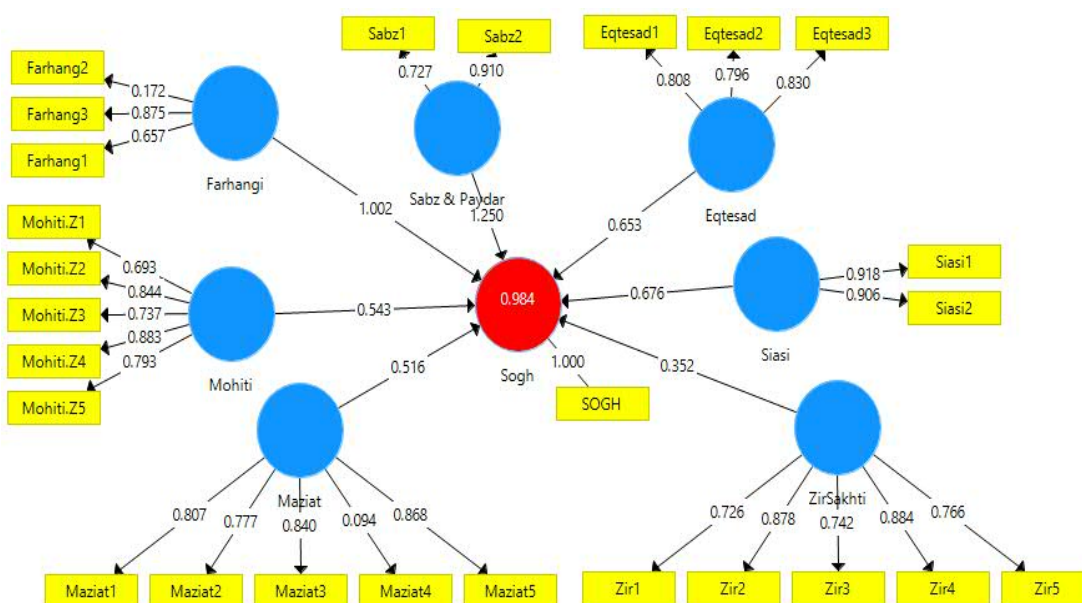 Sabz1
Sabz2
0.727
0.910
Sabz & Paydar
1.250
Eqtesad1
Eqtesad2
Eqtesad3
0.808
0.796
0.830
Eqtesad
0.653
Farhang2
Farhang3
Farhang1
0.172
0.875
0.657
Farhangi
1.002
Mohiti.Z1
Mohiti.Z2
Mohiti.Z3
Mohiti.Z4
Mohiti.Z5
0.693
0.844
0.737
0.883
0.793
Mohiti
0.543
0.984
Sogh
1.000
SOGH
0.676
Siasi
0.918
0.906
Siasi1
Siasi2
0.516
Maziat
0.807
0.777
0.840
0.094
0.868
Maziat1
Maziat2
Maziat3
Maziat4
Maziat5
0.352
ZirSakhti
0.726
0.878
0.742
0.884
0.766
Zir1
Zir2
Zir3
Zir4
Zir5